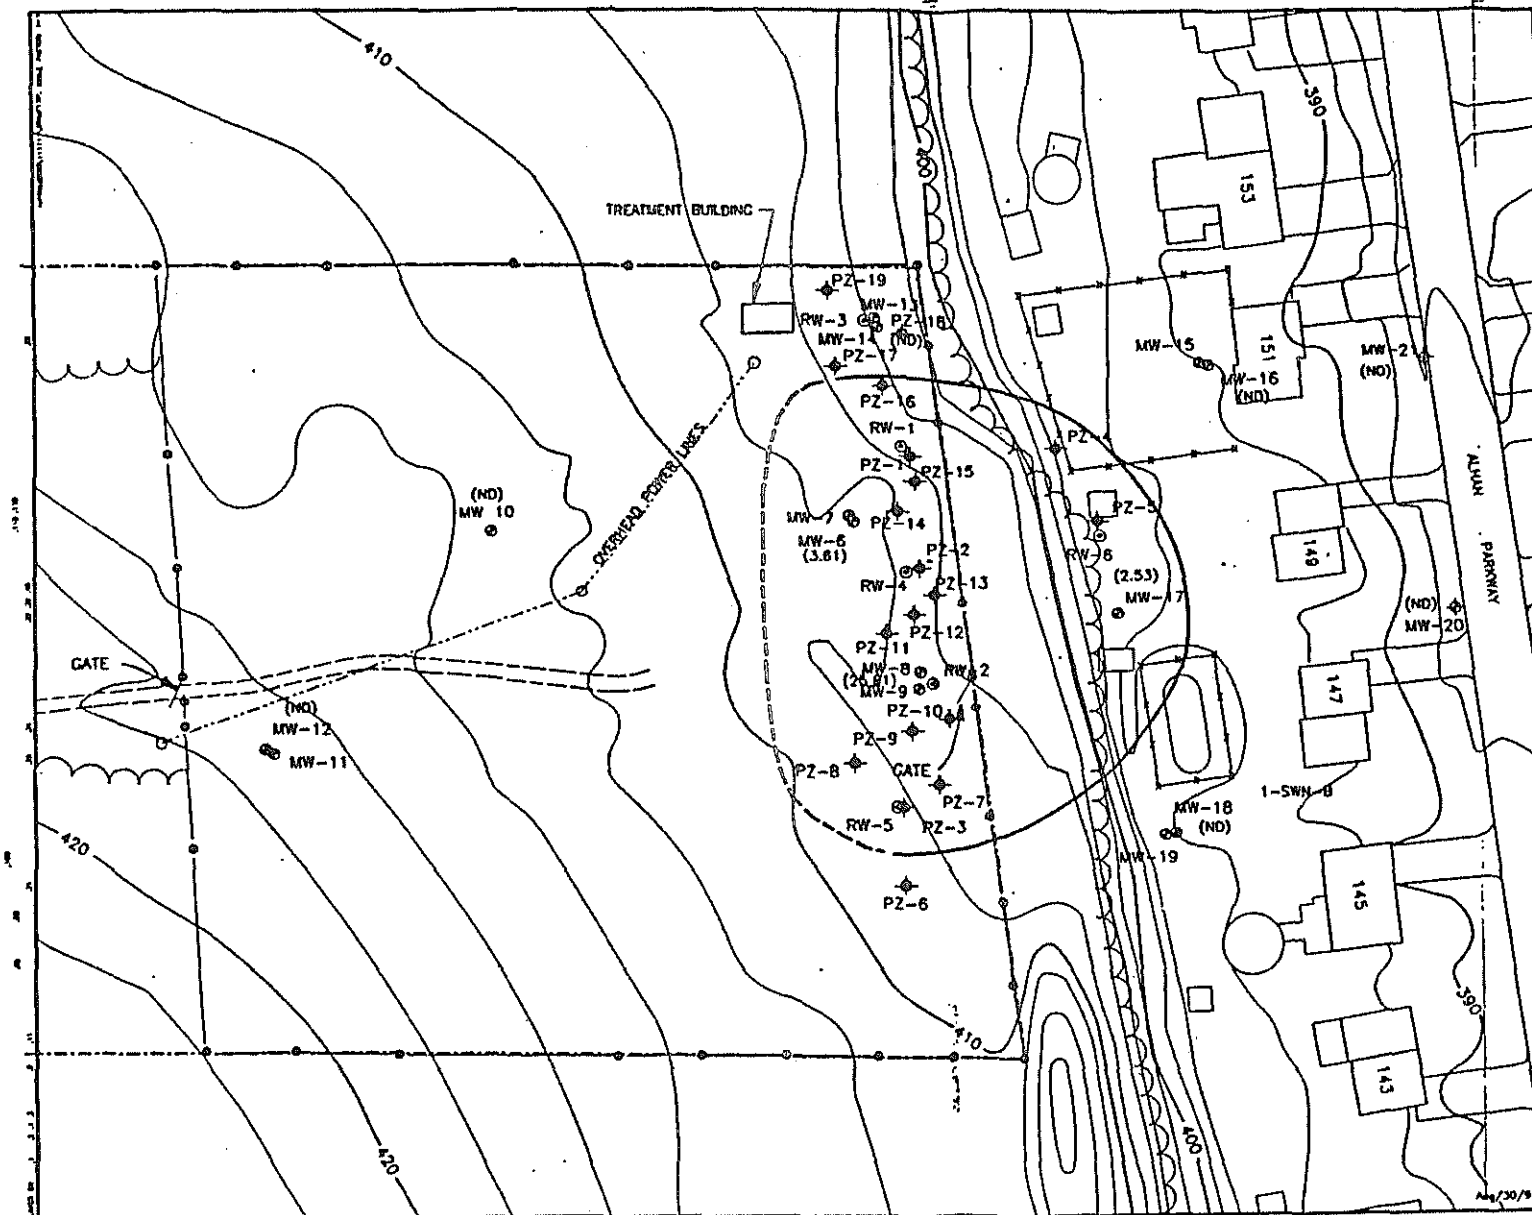 410
400
390
TREATMENT BUILDING
153
PZ-19
MW-13
RW-3
PZ-18
MW-14
(ND)
PZ-17
PZ-16
MW-15
MW-16
(ND)
151
MW-21
(ND)
RW-1
PZ-1
PZ-15
PZ-4
OVERHEAD POWER LINES
(ND)
MW 10
MW-7
PZ-14
MW-6
(3.61)
PZ-5
RW-6
PZ-2
RW-4
PZ-13
(2.53)
MW-17
149
ALHAN PARKWAY
(ND)
MW-20
PZ-12
PZ-11
MW-8
RW-2
MW-9
GATE
(ND)
MW-12
MW-11
147
PZ-10
PZ-9
PZ-8
GATE
PZ-7
1-SWN-B
RW-5
PZ-3
MW-18
(ND)
MW-19
420
PZ-6
145
390
410
143
400
420